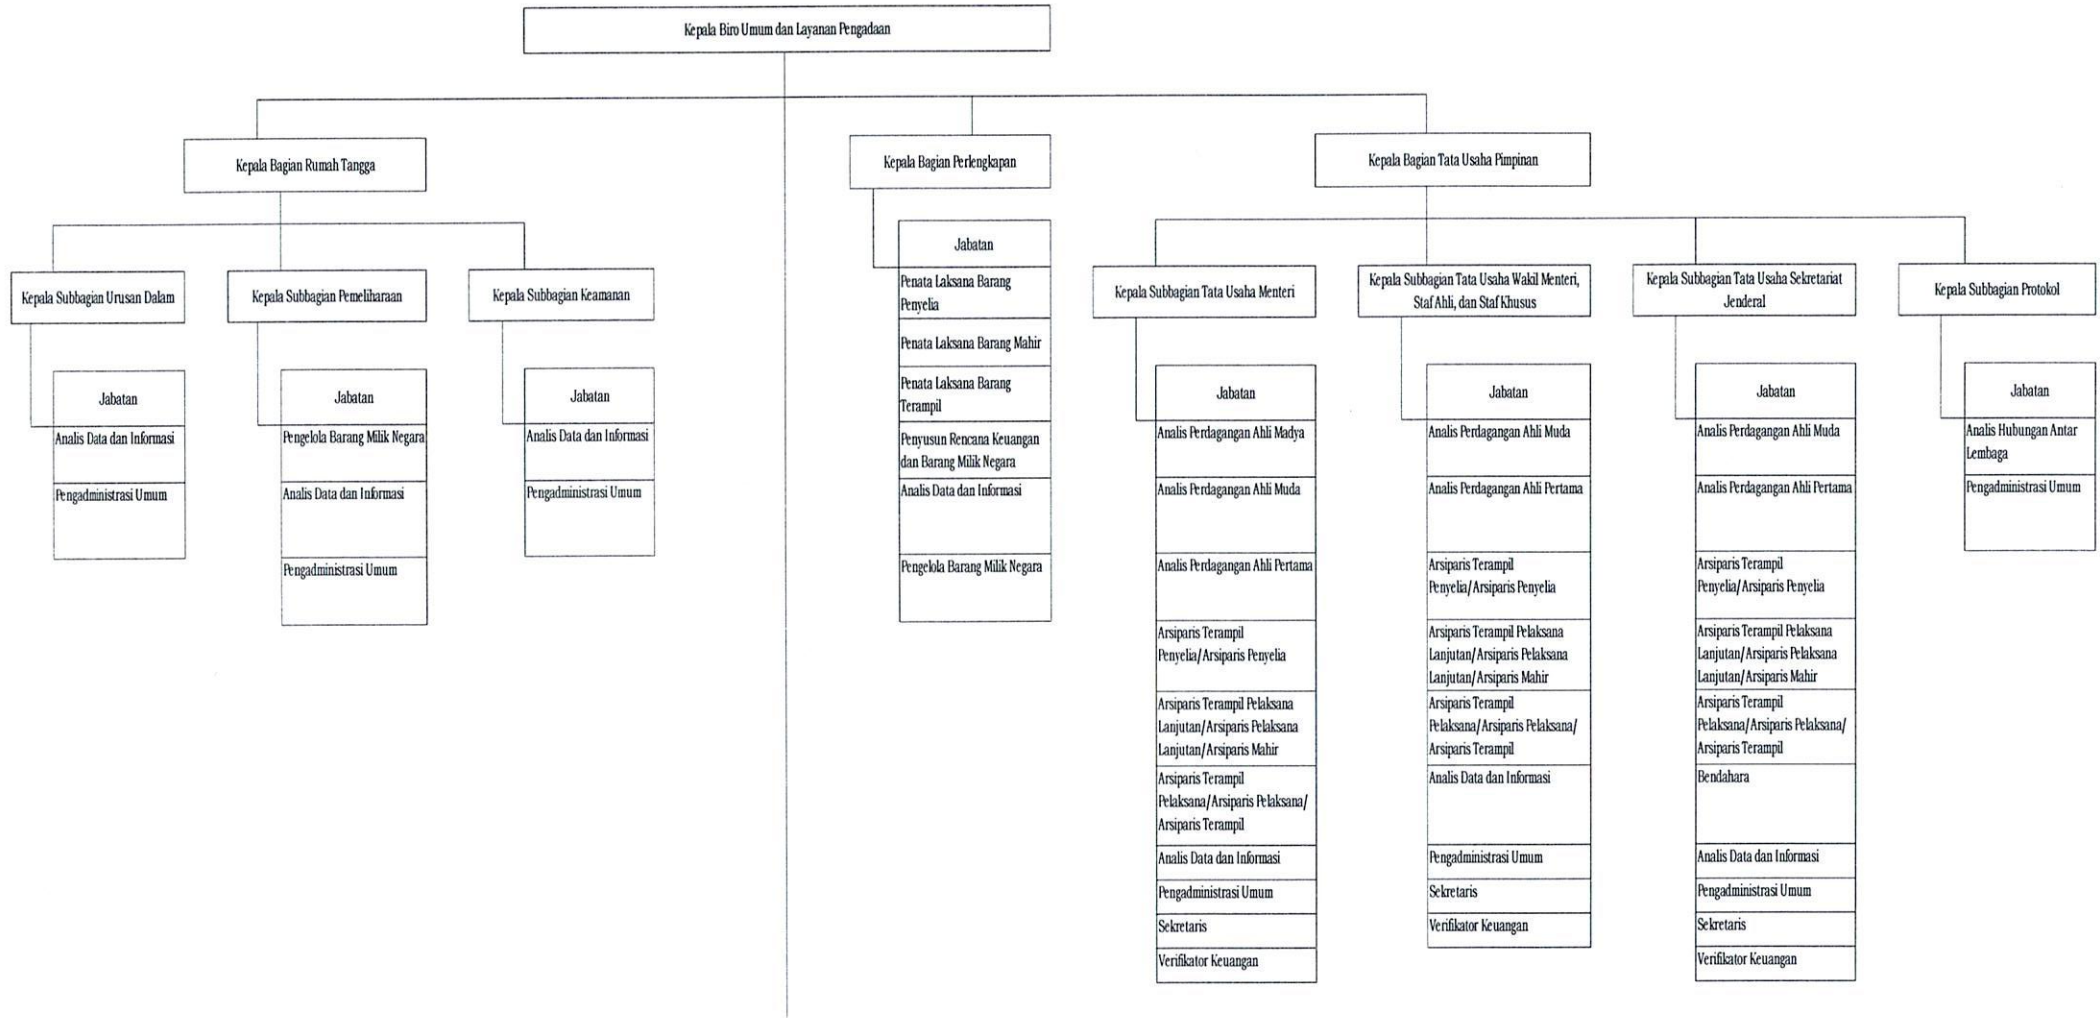 Kepala Biro Umum dan Layanan Pengadaan
Kepala Bagian Rumah Tangga
Kepala Bagian Perlengkapan
Kepala Bagian Tata Usaha Pimpinan
Kepala Subbagian Urusan Dalam
Jabatan
Analis Data dan Informasi
Pengadministrasi Umum
Kepala Subbagian Pemeliharaan
Jabatan
Pengelola Barang Milik Negara
Analis Data dan Informasi
Pengadministrasi Umum
Kepala Subbagian Keamanan
Jabatan
Analis Data dan Informasi
Pengadministrasi Umum
Jabatan
Penata Laksana Barang
Penyelia
Penata Laksana Barang Mahir
Penata Laksana Barang
Terampil
Penyusun Rencana Keuangan
dan Barang Milik Negara
Analis Data dan Informasi
Pengelola Barang Milik Negara
Kepala Subbagian Tata Usaha Menteri
Jabatan
Analis Perdagangan Ahli Madya
Analis Perdagangan Ahli Muda
Analis Perdagangan Ahli Pertama
Arsiparis Terampil
Penyelia/Arsiparis Penyelia
Arsiparis Terampil Pelaksana
Lanjutan/Arsiparis Pelaksana
Lanjutan/Arsiparis Mahir
Arsiparis Terampil
Pelaksana/Arsiparis Pelaksana/
Arsiparis Terampil
Analis Data dan Informasi
Pengadministrasi Umum
Sekretaris
Verifikator Keuangan
Kepala Subbagian Tata Usaha Wakil Menteri,
Staf Ahli, dan Staf Khusus
Jabatan
Analis Perdagangan Ahli Muda
Analis Perdagangan Ahli Pertama
Arsiparis Terampil
Penyelia/Arsiparis Penyelia
Arsiparis Terampil Pelaksana
Lanjutan/Arsiparis Pelaksana
Lanjutan/Arsiparis Mahir
Arsiparis Terampil
Pelaksana/Arsiparis Pelaksana/
Arsiparis Terampil
Analis Data dan Informasi
Pengadministrasi Umum
Sekretaris
Verifikator Keuangan
Kepala Subbagian Tata Usaha Sekretariat
Jenderal
Jabatan
Analis Perdagangan Ahli Muda
Analis Perdagangan Ahli Pertama
Arsiparis Terampil
Penyelia/Arsiparis Penyelia
Arsiparis Terampil Pelaksana
Lanjutan/Arsiparis Pelaksana
Lanjutan/Arsiparis Mahir
Arsiparis Terampil
Pelaksana/Arsiparis Pelaksana/
Arsiparis Terampil
Bendahara
Analis Data dan Informasi
Pengadministrasi Umum
Sekretaris
Verifikator Keuangan
Kepala Subbagian Protokol
Jabatan
Analis Hubungan Antar
Lembaga
Pengadministrasi Umum